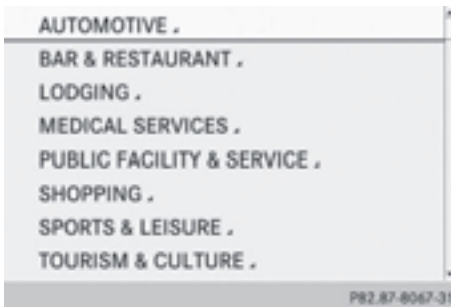 AUTOMOTIVE
BAR & RESTAURANT
LODGING
MEDICAL SERVICES
PUBLIC FACILITY & SERVICE
SHOPPING
SPORTS & LEISURE
TOURISM & CULTURE
P82.87-8067-31